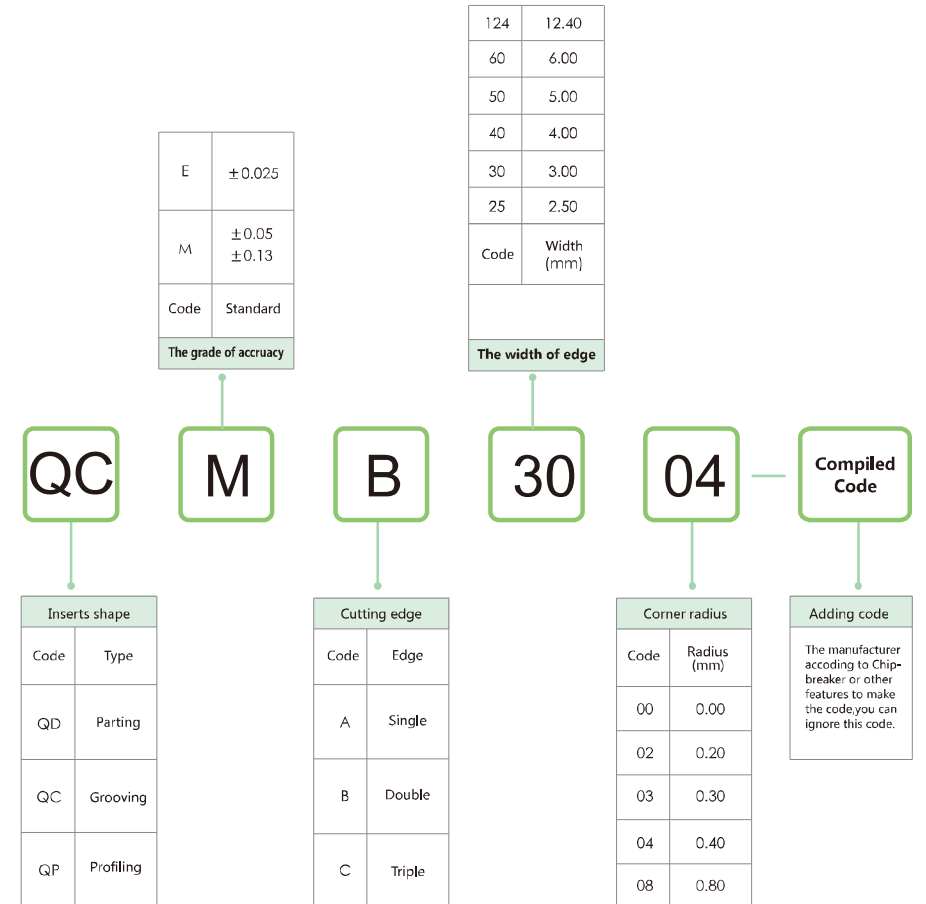 124 12.40
60 6.00
50 5.00
40 4.00
30 3.00
25 2.50
Code Width
(mm)
The width of edge
E ±0.025
M ±0.05
±0.13
Code Standard
The grade of accruacy
QC M B 30 04 Compiled
Code
Inserts shape
Code Type
QD Parting
QC Grooving
QP Profiling
Cutting edge
Code Edge
A Single
B Double
C Triple
Corner radius
Code Radius
(mm)
00 0.00
02 0.20
03 0.30
04 0.40
08 0.80
Adding code
The manufacturer
accoding to Chip-
breaker or other
features to make
the code,you can
ignore this code.